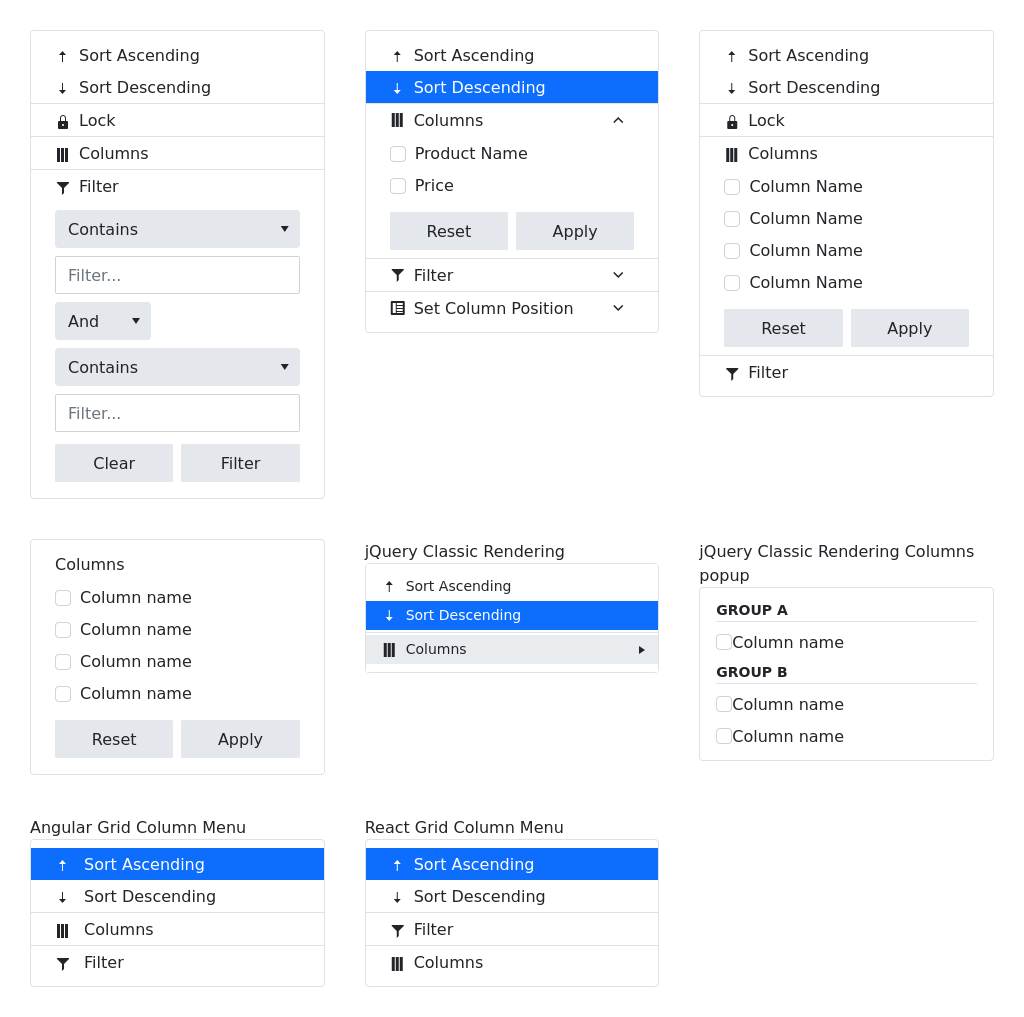 Sort Ascending
Sort Descending
Lock
Columns
Filter
Contains
Filter...
And
Contains
Filter...
Clear Filter
Sort Ascending
Sort Descending
Columns
Product Name
Price
Reset Apply
Filter
Set Column Position
Sort Ascending
Sort Descending
Lock
Columns
Column Name
Column Name
Column Name
Column Name
Reset Apply
Filter
Columns
Column name
Column name
Column name
Column name
Reset Apply
jQuery Classic Rendering
Sort Ascending
Sort Descending
Columns
jQuery Classic Rendering Columns
popup
GROUP A
Column name
GROUP B
Column name
Column name
Angular Grid Column Menu
Sort Ascending
Sort Descending
Columns
Filter
React Grid Column Menu
Sort Ascending
Sort Descending
Filter
Columns